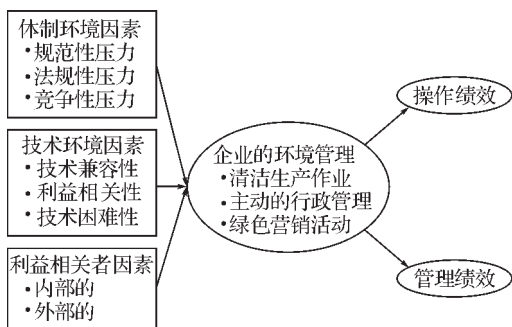 体制环境因素
•规范性压力
•法规性压力
•竞争性压力
技术环境因素
•技术兼容性
•利益相关性
•技术困难性
利益相关者因素
•内部的
•外部的
企业的环境管理
•清洁生产作业
•主动的行政管理
•绿色营销活动
操作绩效
管理绩效